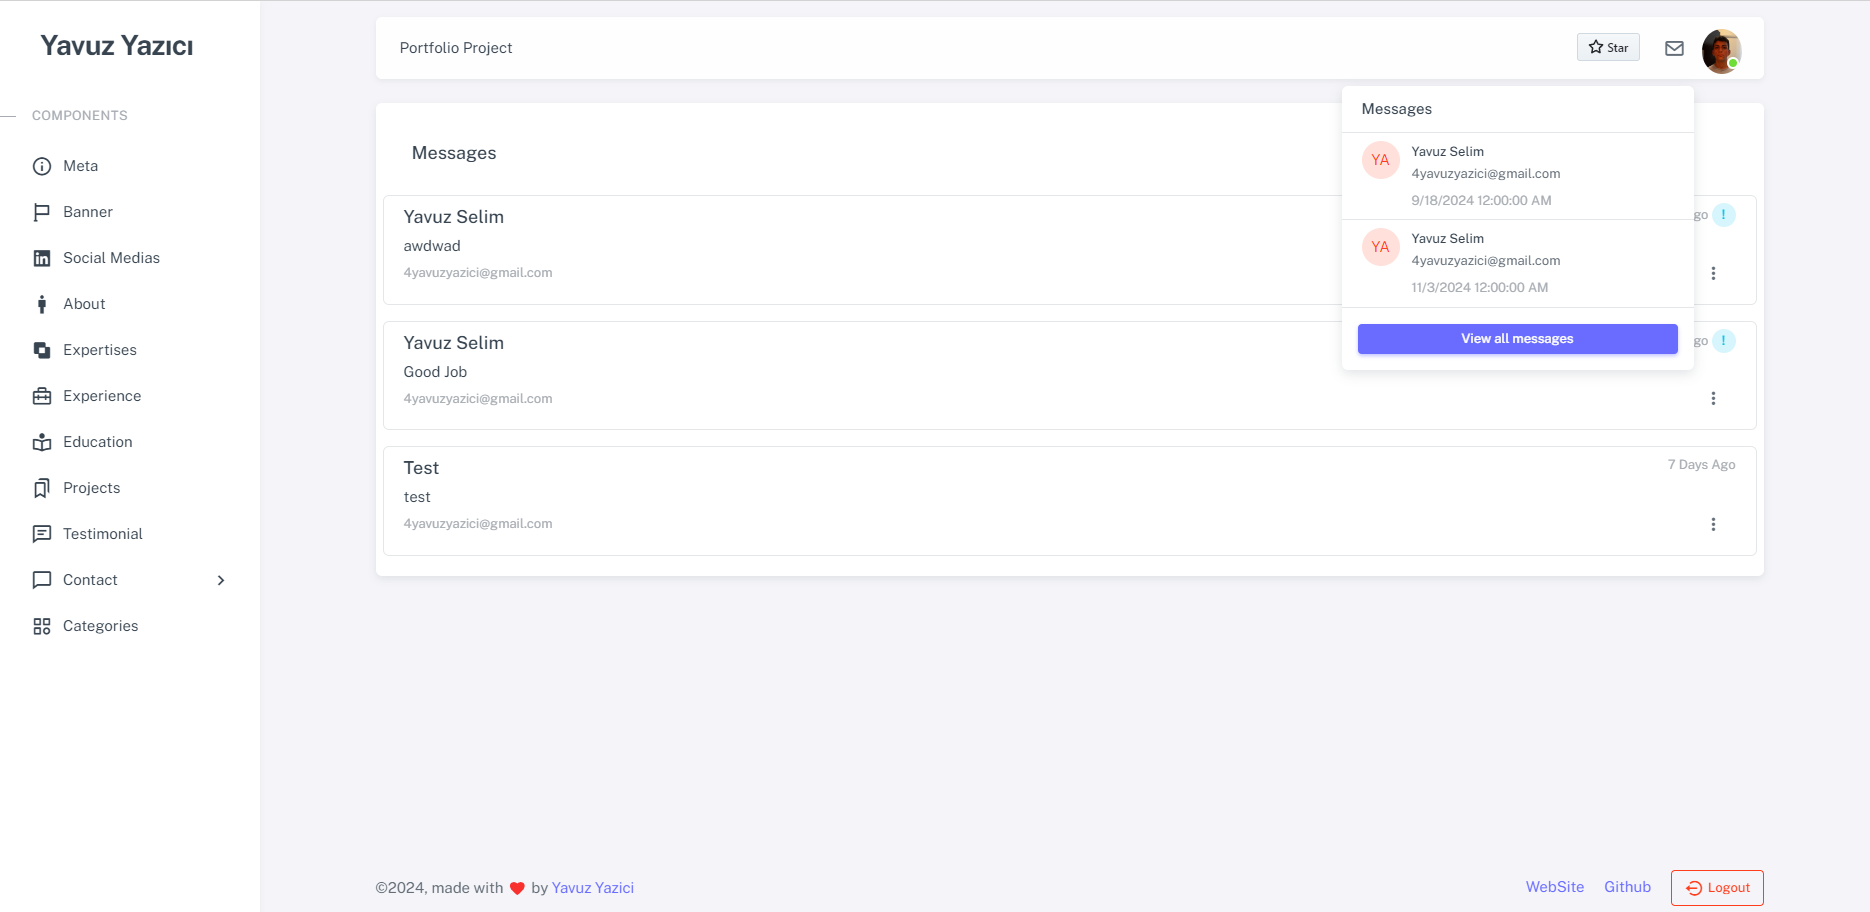 Yavuz Yazıcı
COMPONENTS
Meta
Banner
Social Medias
About
Expertises
Experience
Education
Projects
Testimonial
Contact
Categories
Portfolio Project
Star
Messages
Yavuz Selim
awdwad
4yavuzyazici@gmail.com
go !
Yavuz Selim
Good Job
4yavuzyazici@gmail.com
go !
Test
7 Days Ago
test
4yavuzyazici@gmail.com
Messages
YA
Yavuz Selim
4yavuzyazici@gmail.com
9/18/2024 12:00:00 AM
YA
Yavuz Selim
4yavuzyazici@gmail.com
11/3/2024 12:00:00 AM
View all messages
©2024, made with ❤ by Yavuz Yazici
WebSite
Github
Logout